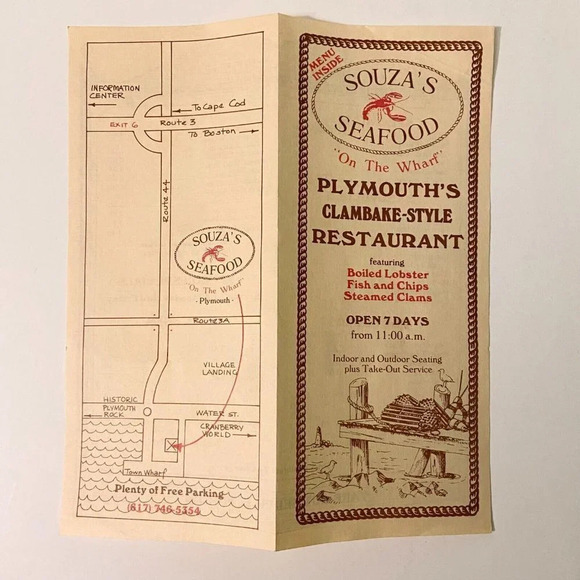 INFORMATION
CENTER
To Cape Cod
EXIT 6
Route 3
To Boston
Route 44
SOUZA'S
SEAFOOD
"On The Wharf"
- Plymouth -
Route 3A
VILLAGE
LANDING
HISTORIC
PLYMOUTH
ROCK
WATER ST.
CRANBERRY
WORLD
Town Wharf
Plenty of Free Parking
(617) 746-5354
MENU
INSIDE
SOUZA'S
SEAFOOD
"On The Wharf"
PLYMOUTH'S
CLAMBAKE-STYLE
RESTAURANT
featuring
Boiled Lobster
Fish and Chips
Steamed Clams
OPEN 7 DAYS
from 11:00 a.m.
Indoor and Outdoor Seating
plus Take-Out Service